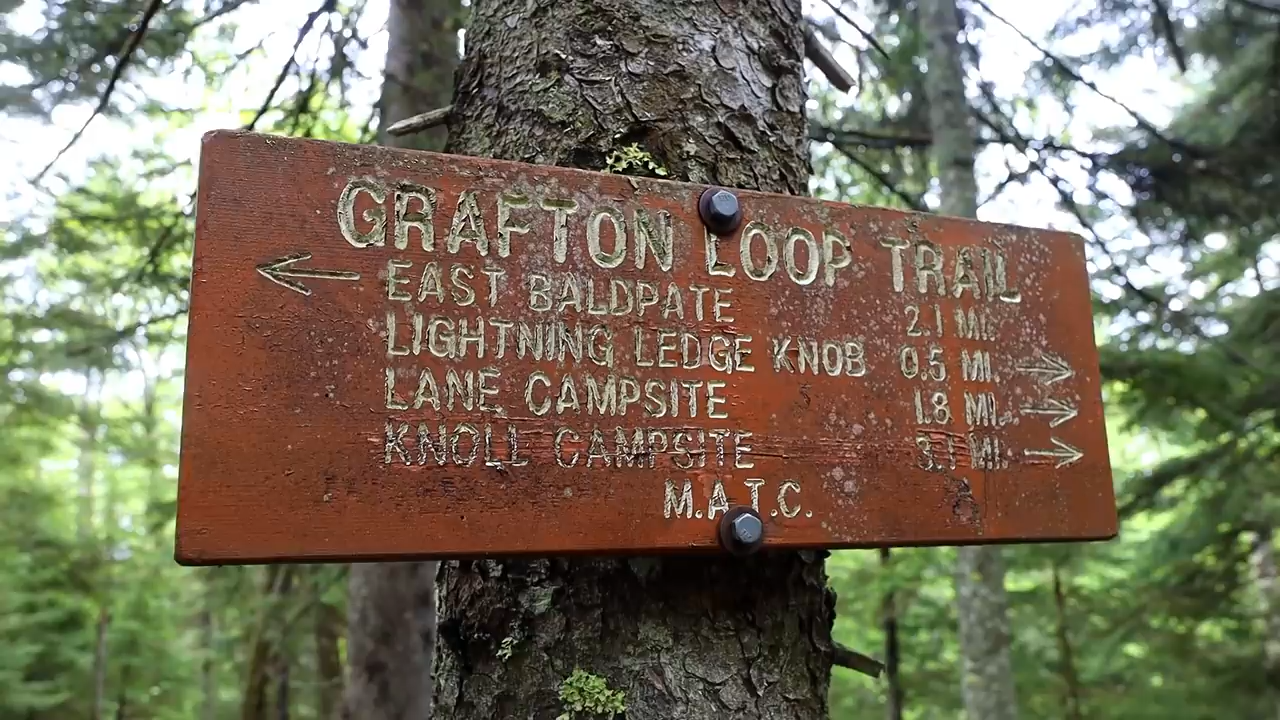 GRAFTON LOOP TRAIL
EAST BALDPATE 2.1 MI.
LIGHTNING LEDGE KNOB 0.5 MI.
LANE CAMPSITE 1.8 MI.
KNOLL CAMPSITE 3.1 MI.
M.A.T.C.